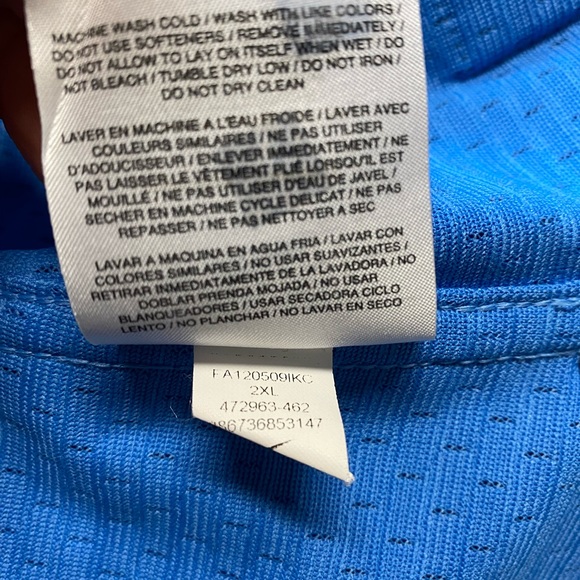 MACHINE WASH COLD / WASH WITH LIKE COLORS /
DO NOT USE SOFTENERS / REMOVE IMMEDIATELY /
DO NOT ALLOW TO LAY ON ITSELF WHEN WET / DO
NOT BLEACH / TUMBLE DRY LOW / DO NOT IRON /
DO NOT DRY CLEAN
LAVER EN MACHINE A L'EAU FROIDE / LAVER AVEC
COULEURS SIMILAIRES / NE PAS UTILISER
D'ADOUCISSEUR / ENLEVER IMMÉDIATEMENT /
PAS LAISSER LE VÊTEMENT PLIÉ LORSQU'IL EST
MOUILLÉ / NE PAS UTILISER D'EAU DE JAVEL /
SECHER EN MACHINE CYCLE DELICAT / NE PAS
REPASSER / NE PAS NETTOYER A SEC
LAVAR A MAQUINA EN AGUA FRIA / LAVAR CON
COLORES SIMILARES / NO USAR SUAVIZANTES /
RETIRAR INMEDIATAMENTE DE LA LAVADORA / NO
DOBLAR PRENDA MOJADA / NO USAR
BLANQUEADORES / USAR SECADORA CICLO
LENTO / NO PLANCHAR / NO LAVAR EN SECO
FA120509IKC
2XL
472963-462
86736853147